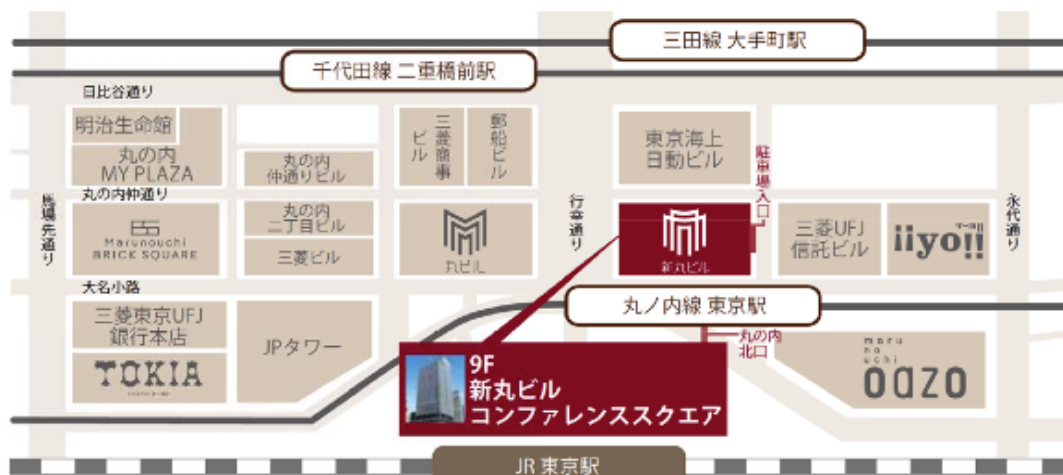 三田線 大手町駅
千代田線 二重橋前駅
日比谷通り
明治生命館
丸の内
MY PLAZA
丸の内
仲通りビル
三菱商事
ビル
郵船ビル
東京海上
日動ビル
駐車場入口
丸の内仲通り
馬場先通り
Marunouchi
BRICK SQUARE
丸の内
二丁目ビル
三菱ビル
丸ビル
行幸通り
新丸ビル
三菱UFJ
信託ビル
iiyo!!
永代通り
大名小路
三菱東京UFJ
銀行本店
TOKIA
JPタワー
丸ノ内線 東京駅
丸の内
北口
maru
no
uchi
oazo
9F
新丸ビル
コンファレンススクエア
JR 東京駅